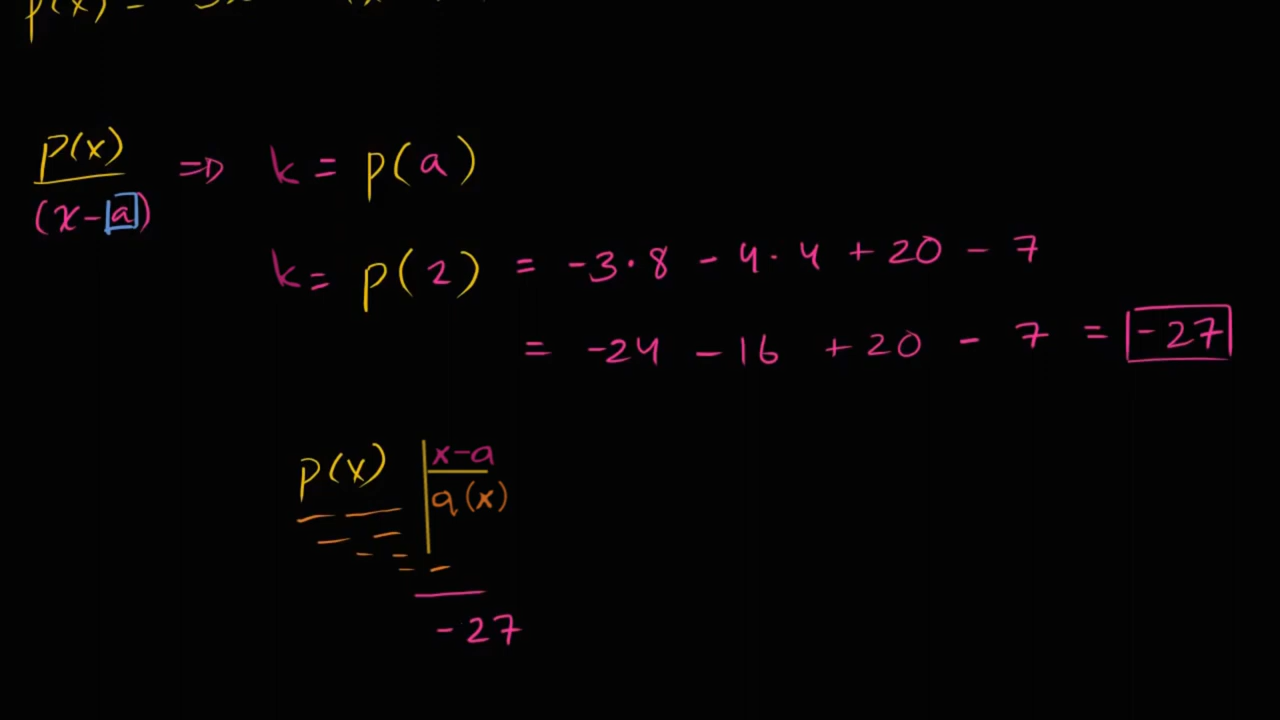 p(x) =
p(x)/(x-a) ⇒ k = p(a)
k = p(2) = -3·8 - 4·4 + 20 - 7
= -24 - 16 + 20 - 7 = -27
p(x) x-a
q(x)
-27